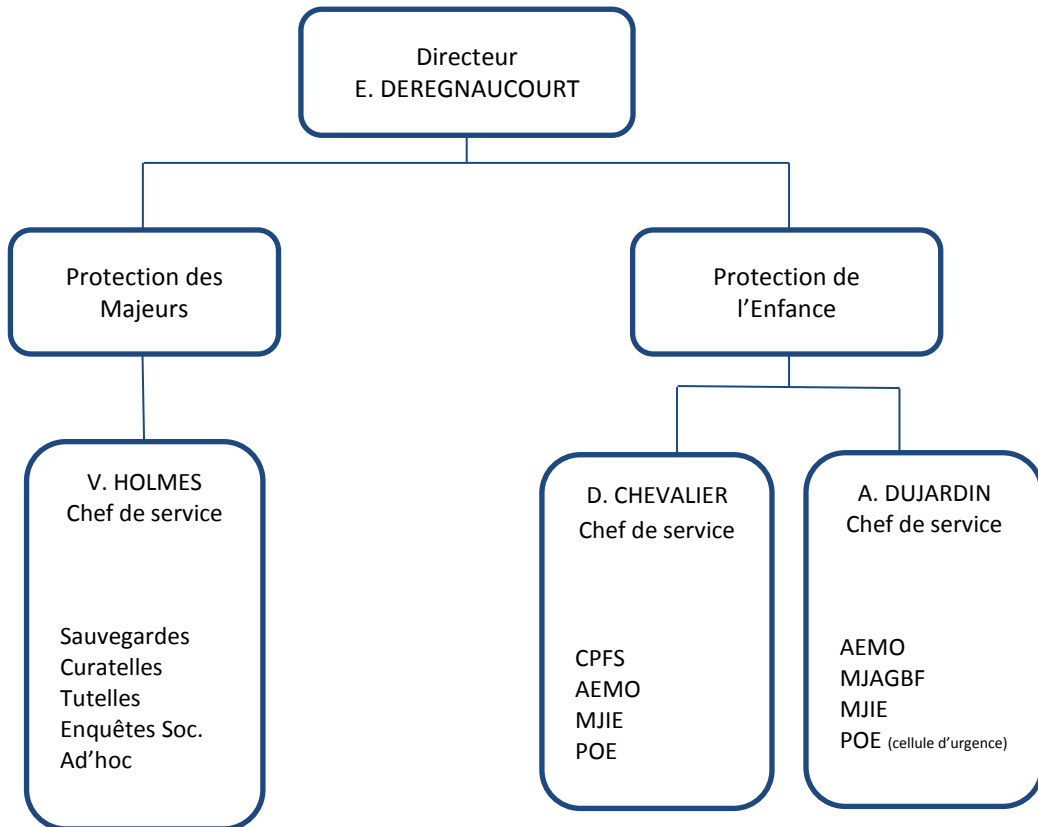 Directeur
E. DEREGNAUCOURT
Protection des
Majeurs
Protection de
l’Enfance
V. HOLMES
Chef de service
Sauvegardes
Curatelles
Tutelles
Enquêtes Soc.
Ad’hoc
D. CHEVALIER
Chef de service
CPFS
AEMO
MJIE
POE
A. DUJARDIN
Chef de service
AEMO
MJAGBF
MJIE
POE (cellule d’urgence)